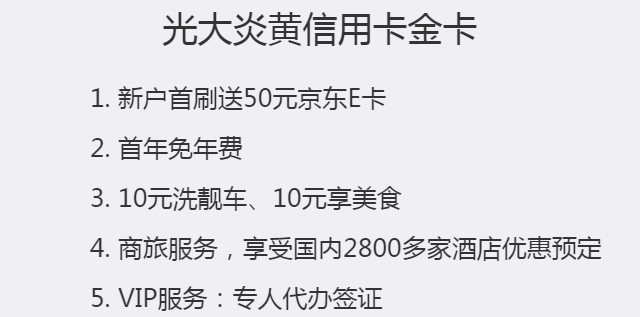 光大炎黄信用卡金卡
1. 新户首刷送50元京东E卡
2. 首年免年费
3. 10元洗靓车、10元享美食
4. 商旅服务，享受国内2800多家酒店优惠预定
5. VIP服务：专人代办签证